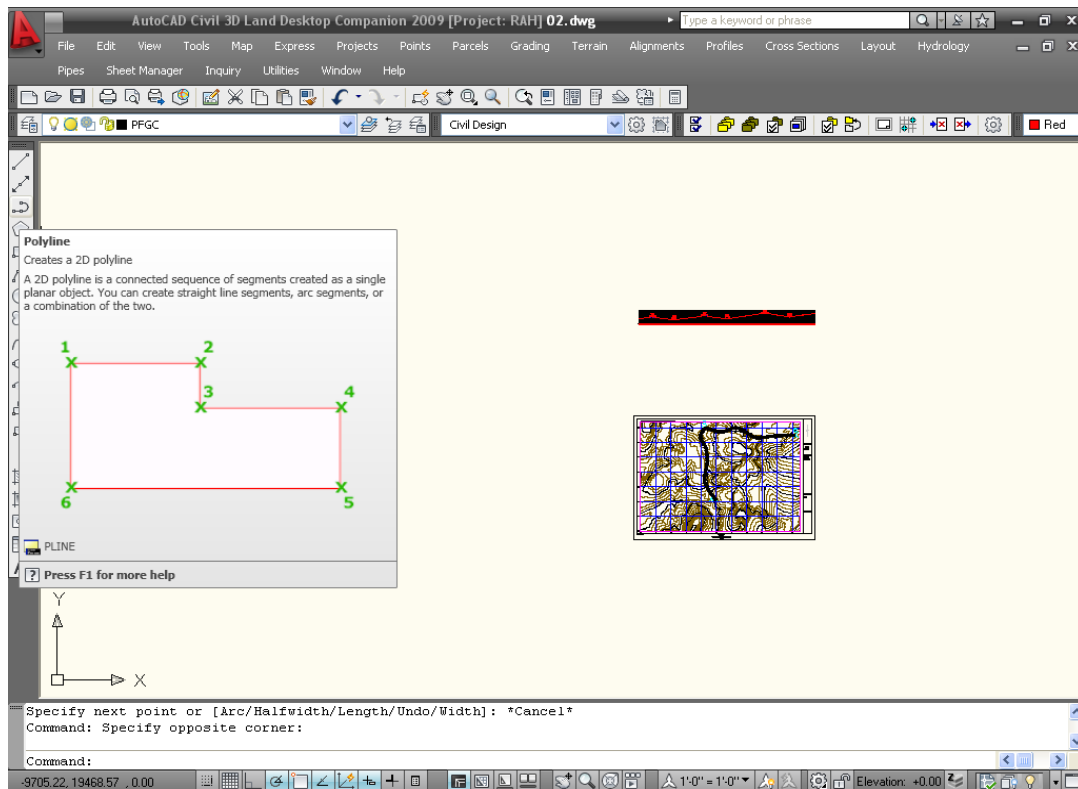 AutoCAD Civil 3D Land Desktop Companion 2009 [Project: RAH] 02.dwg
Type a keyword or phrase
File Edit View Tools Map Express Projects Points Parcels Grading Terrain Alignments Profiles Cross Sections Layout Hydrology
Pipes Sheet Manager Inquiry Utilities Window Help
PFGC
Civil Design
Red
Polyline
Creates a 2D polyline
A 2D polyline is a connected sequence of segments created as a single
planar object. You can create straight line segments, arc segments, or
a combination of the two.
1 2
3 4
6 5
PLINE
? Press F1 for more help
Y
X
Specify next point or [Arc/Halfwidth/Length/Undo/Width]: *Cancel*
Command: Specify opposite corner:
Command:
-9705.22, 19468.57 , 0.00
1'-0" = 1'-0"
Elevation: +0.00